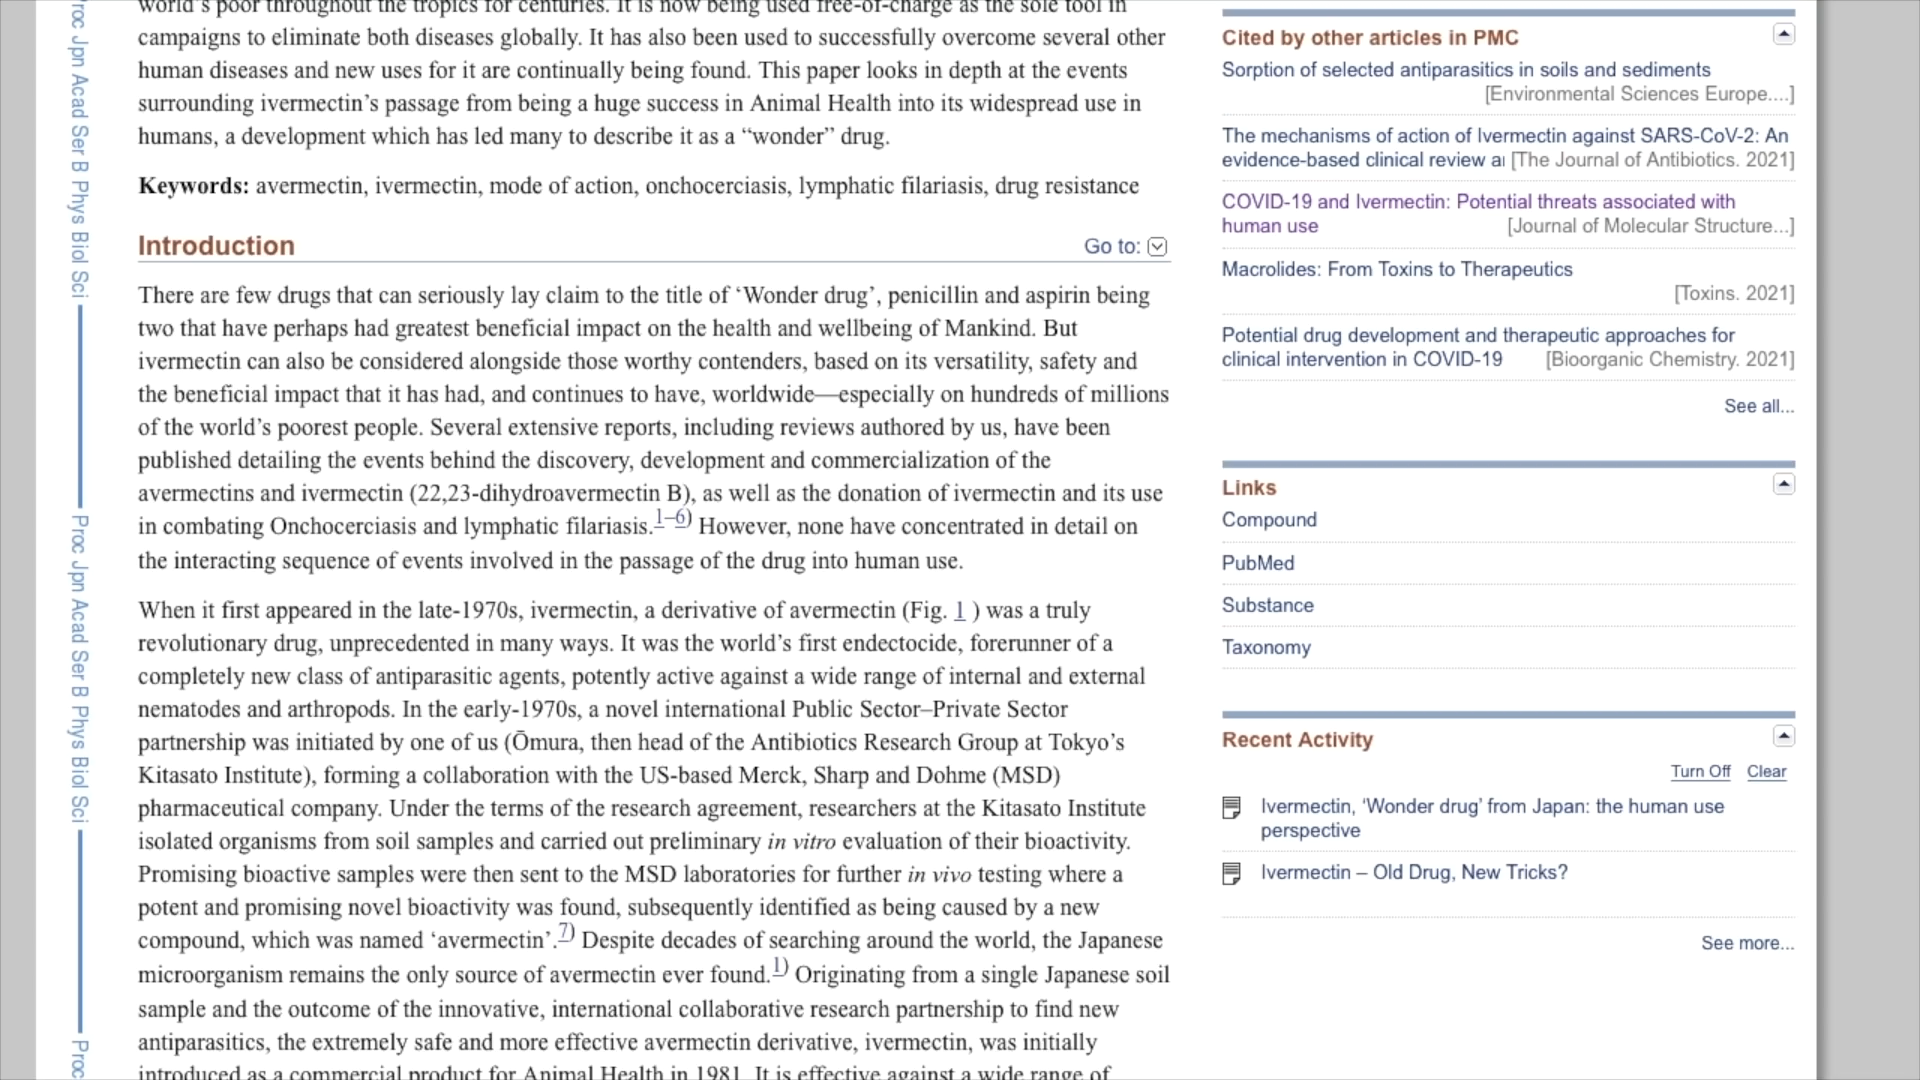 world's poor throughout the tropics for centuries. It is now being used free-of-charge as the sole tool in
campaigns to eliminate both diseases globally. It has also been used to successfully overcome several other
human diseases and new uses for it are continually being found. This paper looks in depth at the events
surrounding ivermectin's passage from being a huge success in Animal Health into its widespread use in
humans, a development which has led many to describe it as a “wonder” drug.
Keywords: avermectin, ivermectin, mode of action, onchocerciasis, lymphatic filariasis, drug resistance
Introduction
Go to:
There are few drugs that can seriously lay claim to the title of ‘Wonder drug’, penicillin and aspirin being
two that have perhaps had greatest beneficial impact on the health and wellbeing of Mankind. But
ivermectin can also be considered alongside those worthy contenders, based on its versatility, safety and
the beneficial impact that it has had, and continues to have, worldwide—especially on hundreds of millions
of the world’s poorest people. Several extensive reports, including reviews authored by us, have been
published detailing the events behind the discovery, development and commercialization of the
avermectins and ivermectin (22,23-dihydroavermectin B), as well as the donation of ivermectin and its use
in combating Onchocerciasis and lymphatic filariasis.1–6) However, none have concentrated in detail on
the interacting sequence of events involved in the passage of the drug into human use.
When it first appeared in the late-1970s, ivermectin, a derivative of avermectin (Fig. 1 ) was a truly
revolutionary drug, unprecedented in many ways. It was the world’s first endectocide, forerunner of a
completely new class of antiparasitic agents, potently active against a wide range of internal and external
nematodes and arthropods. In the early-1970s, a novel international Public Sector–Private Sector
partnership was initiated by one of us (Ōmura, then head of the Antibiotics Research Group at Tokyo’s
Kitasato Institute), forming a collaboration with the US-based Merck, Sharp and Dohme (MSD)
pharmaceutical company. Under the terms of the research agreement, researchers at the Kitasato Institute
isolated organisms from soil samples and carried out preliminary in vitro evaluation of their bioactivity.
Promising bioactive samples were then sent to the MSD laboratories for further in vivo testing where a
potent and promising novel bioactivity was found, subsequently identified as being caused by a new
compound, which was named ‘avermectin’.7) Despite decades of searching around the world, the Japanese
microorganism remains the only source of avermectin ever found.1) Originating from a single Japanese soil
sample and the outcome of the innovative, international collaborative research partnership to find new
antiparasitics, the extremely safe and more effective avermectin derivative, ivermectin, was initially
introduced as a commercial product for Animal Health in 1981. It is effective against a wide range of
Cited by other articles in PMC
Sorption of selected antiparasitics in soils and sediments
[Environmental Sciences Europe....]
The mechanisms of action of Ivermectin against SARS-CoV-2: An
evidence-based clinical review a [The Journal of Antibiotics. 2021]
COVID-19 and Ivermectin: Potential threats associated with
human use [Journal of Molecular Structure...]
Macrolides: From Toxins to Therapeutics
[Toxins. 2021]
Potential drug development and therapeutic approaches for
clinical intervention in COVID-19 [Bioorganic Chemistry. 2021]
See all...
Links
Compound
PubMed
Substance
Taxonomy
Recent Activity
Turn Off Clear
Ivermectin, ‘Wonder drug’ from Japan: the human use
perspective
Ivermectin – Old Drug, New Tricks?
See more...
Proc Jpn Acad Ser B Phys Biol Sci
Proc Jpn Acad Ser B Phys Biol Sci
Proc